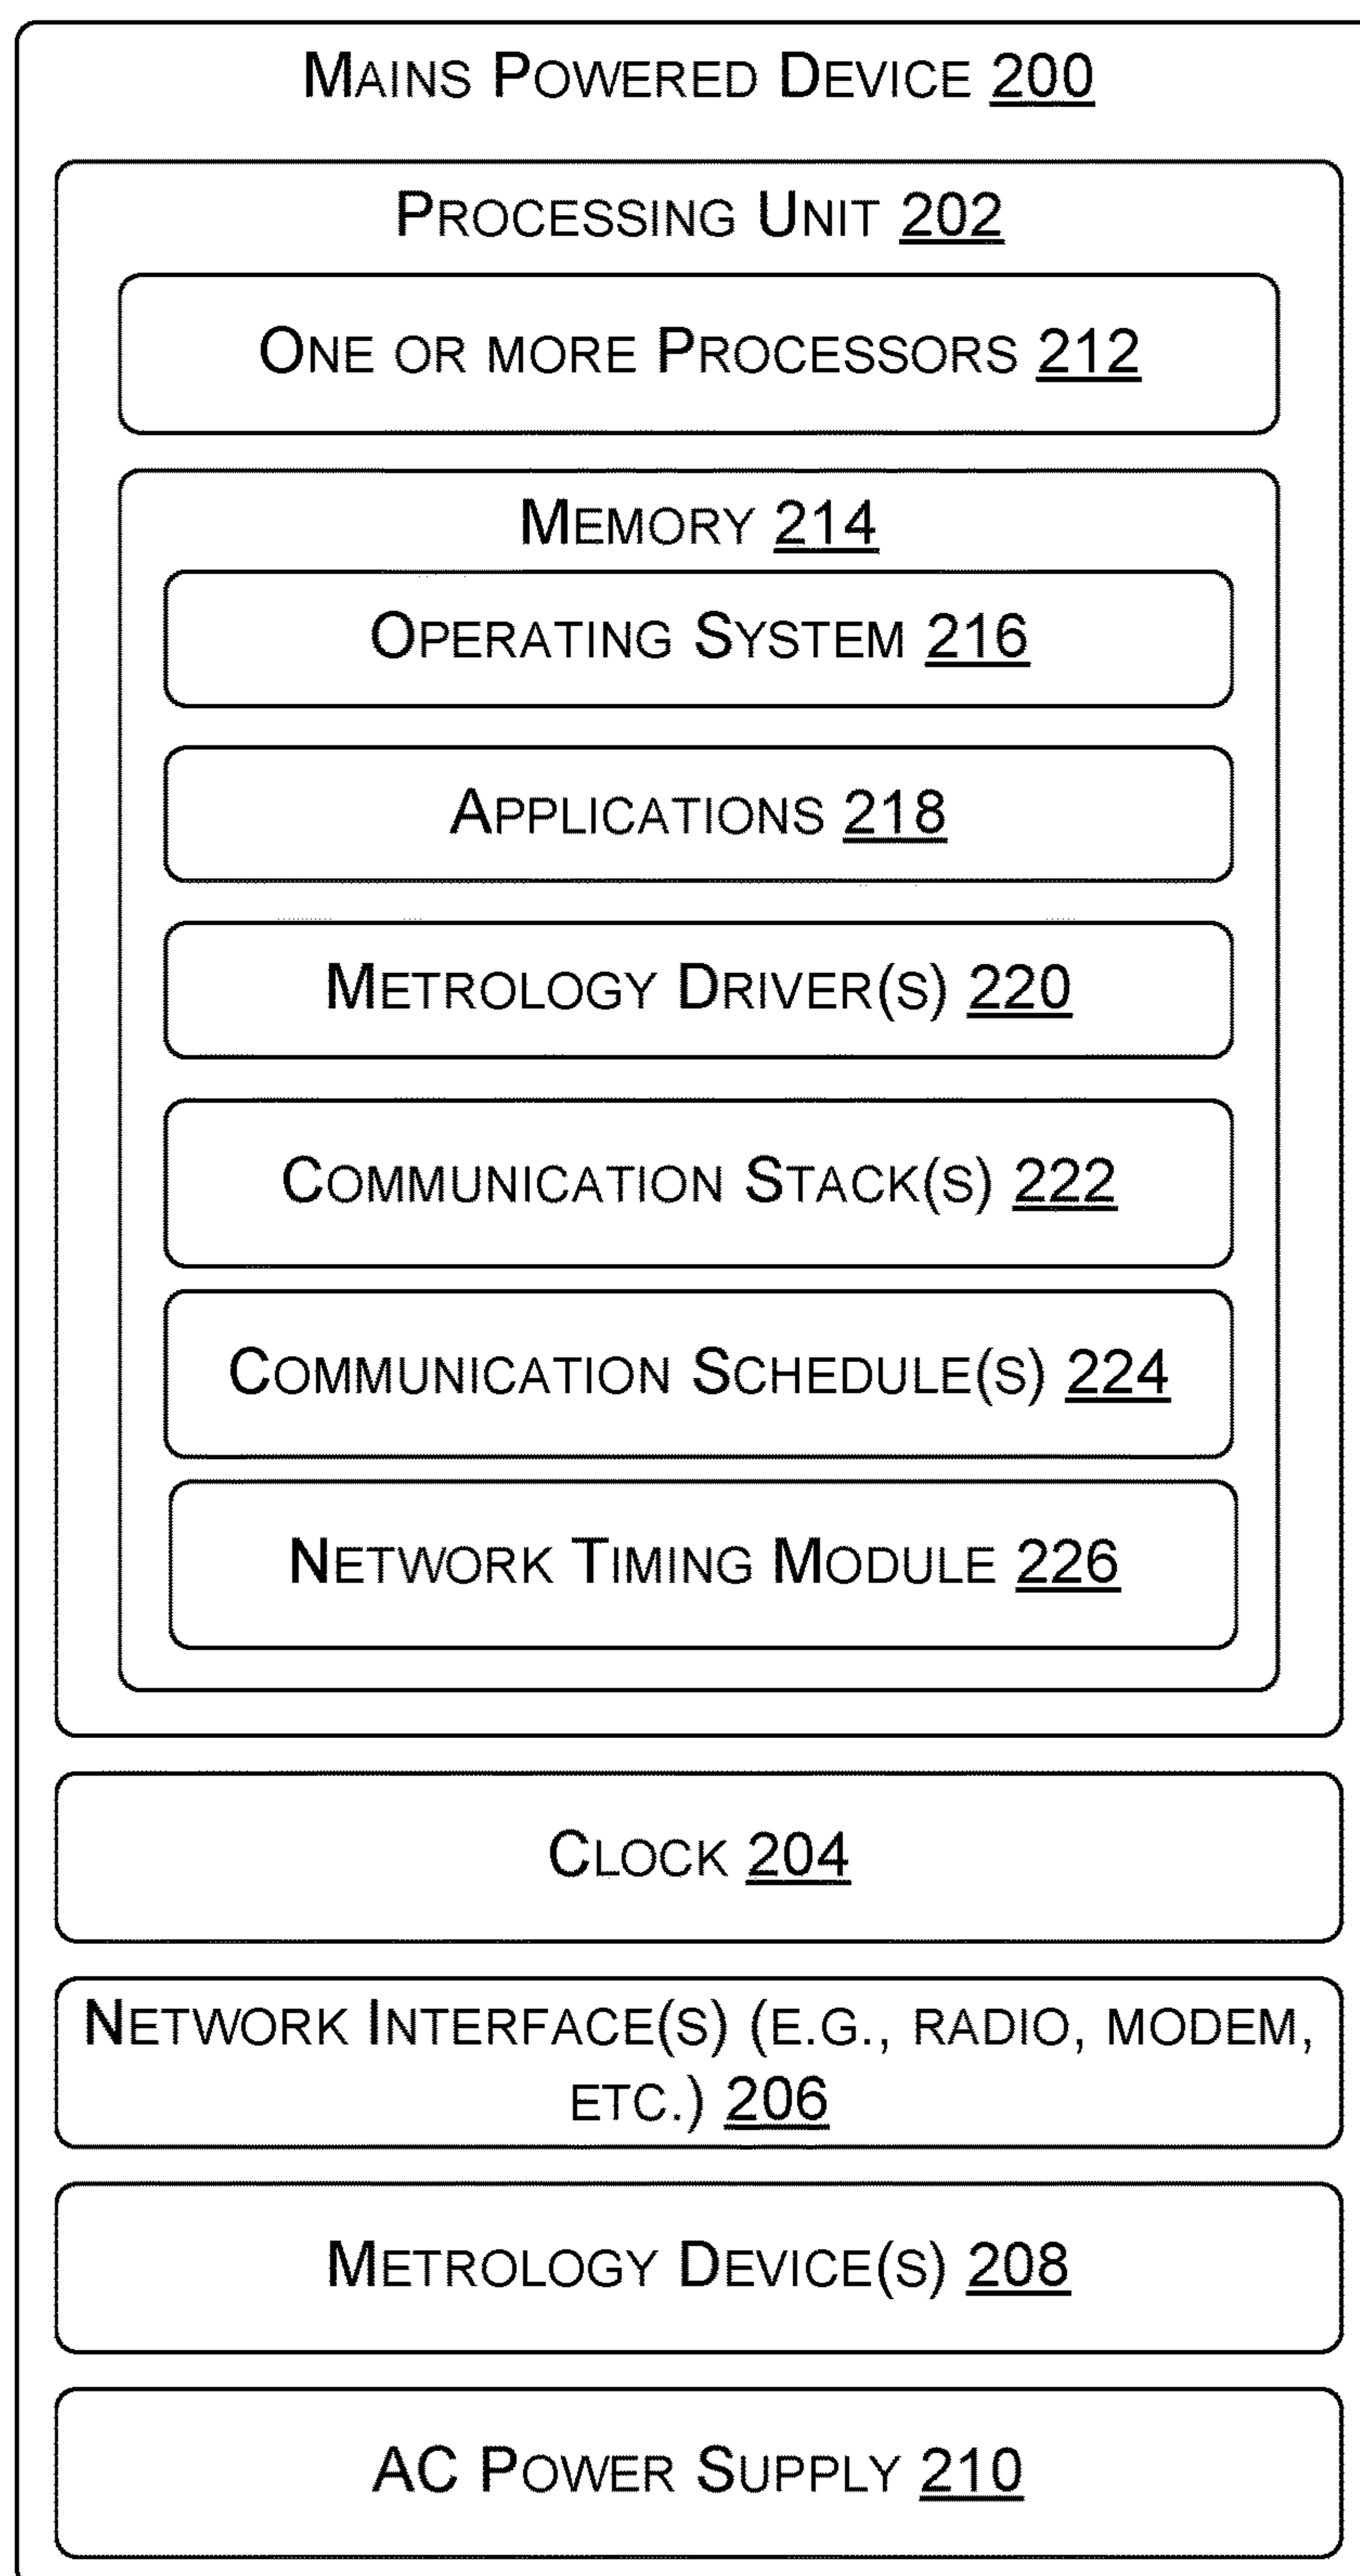 MAINS POWERED DEVICE 200
PROCESSING UNIT 202
ONE OR MORE PROCESSORS 212
MEMORY 214
OPERATING SYSTEM 216
APPLICATIONS 218
METROLOGY DRIVER(S) 220
COMMUNICATION STACK(S) 222
COMMUNICATION SCHEDULE(S) 224
NETWORK TIMING MODULE 226
CLOCK 204
NETWORK INTERFACE(S) (E.G., RADIO, MODEM,
ETC.) 206
METROLOGY DEVICE(S) 208
AC POWER SUPPLY 210